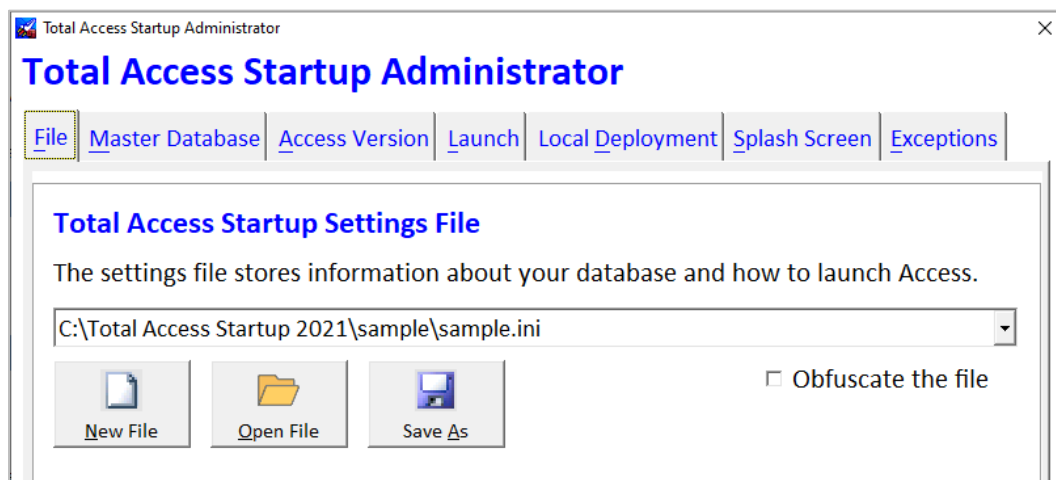 Total Access Startup Administrator
Total Access Startup Administrator
File Master Database Access Version Launch Local Deployment Splash Screen Exceptions
Total Access Startup Settings File
The settings file stores information about your database and how to launch Access.
C:\Total Access Startup 2021\sample\sample.ini
Obfuscate the file
New File Open File Save As